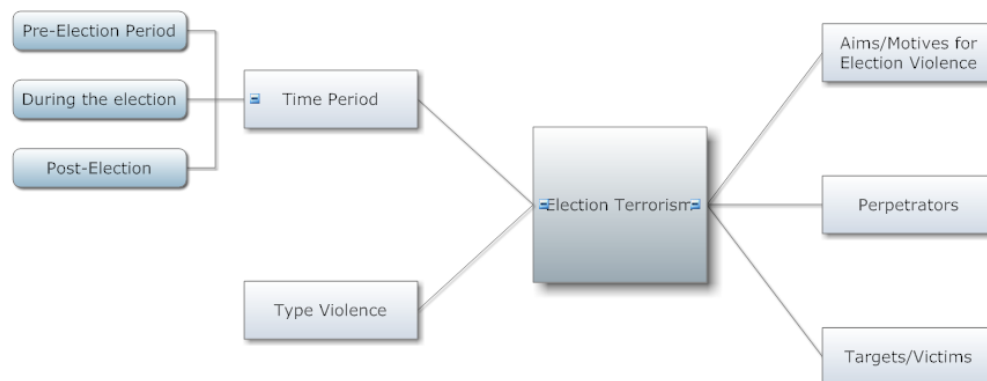 Pre-Election Period
During the election
Post-Election
Time Period
Type Violence
Election Terrorism
Aims/Motives for
Election Violence
Perpetrators
Targets/Victims